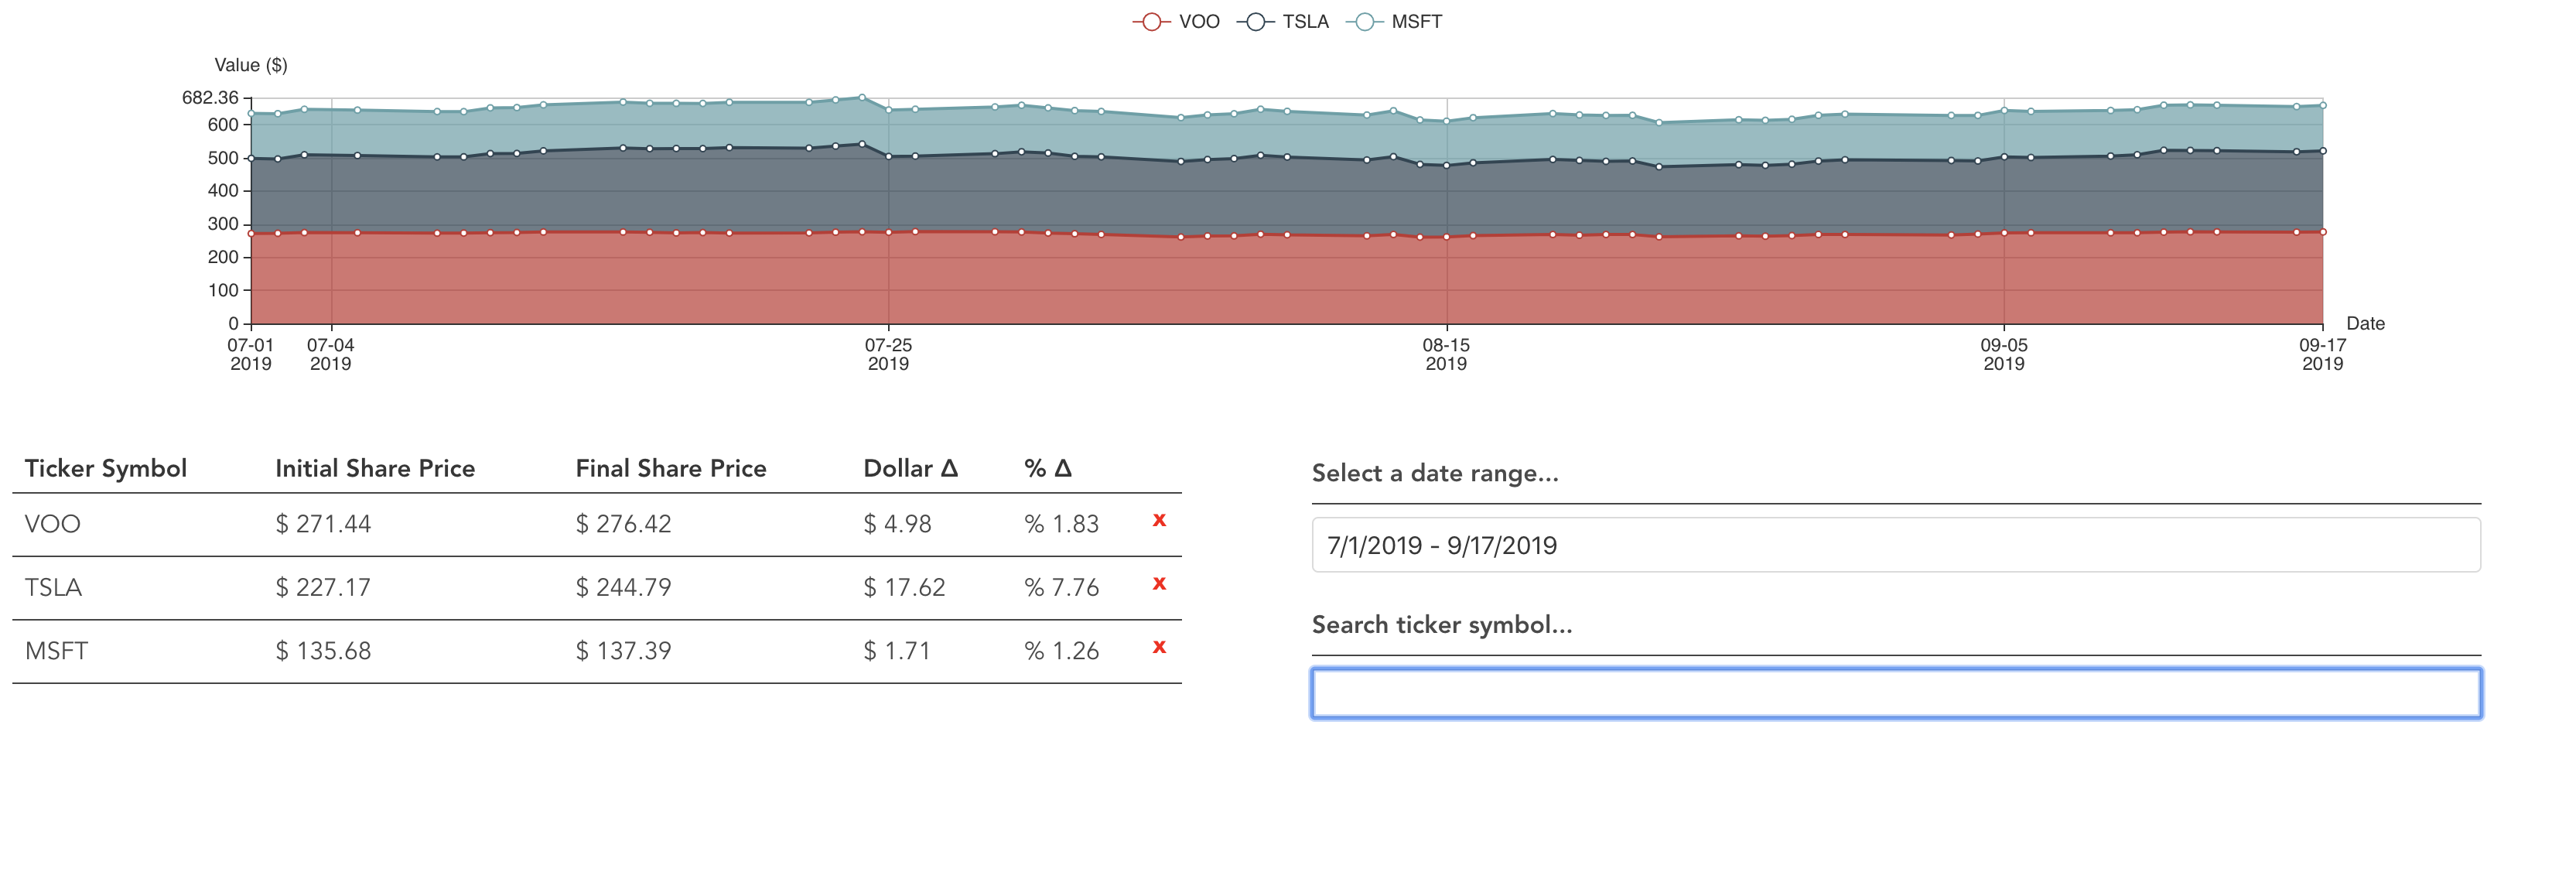 VOO TSLA MSFT
Value ($)
682.36
600
500
400
300
200
100
0
Date
07-01 07-04 07-25 08-15 09-05 09-17
2019 2019 2019 2019 2019 2019
Ticker Symbol Initial Share Price Final Share Price Dollar Δ % Δ
VOO $ 271.44 $ 276.42 $ 4.98 % 1.83 x
TSLA $ 227.17 $ 244.79 $ 17.62 % 7.76 x
MSFT $ 135.68 $ 137.39 $ 1.71 % 1.26 x
Select a date range...
7/1/2019 - 9/17/2019
Search ticker symbol...